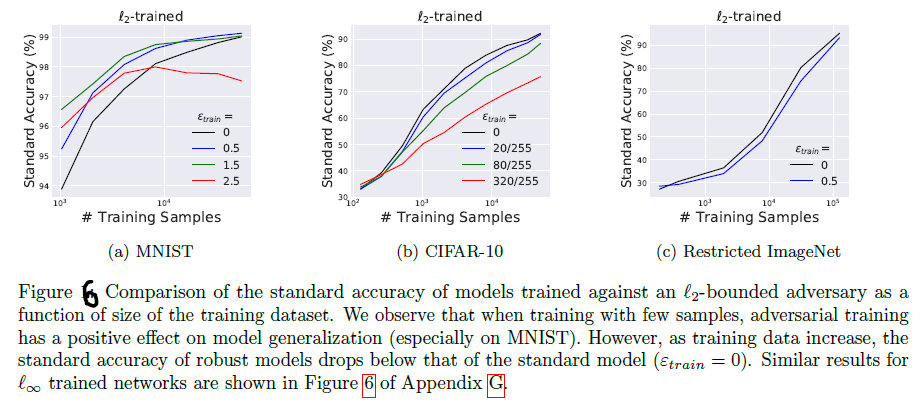 ℓ₂-trained
Standard Accuracy (%)
99
98
97
96
95
94
ε_train =
0
0.5
1.5
2.5
10³
10⁴
# Training Samples
(a) MNIST
ℓ₂-trained
Standard Accuracy (%)
90
80
70
60
50
40
30
ε_train =
0
20/255
80/255
320/255
10²
10³
10⁴
# Training Samples
(b) CIFAR-10
ℓ₂-trained
Standard Accuracy (%)
90
80
70
60
50
40
30
ε_train =
0
0.5
10³
10⁴
10⁵
# Training Samples
(c) Restricted ImageNet
Figure 6 Comparison of the standard accuracy of models trained against an ℓ₂-bounded adversary as a
function of size of the training dataset. We observe that when training with few samples, adversarial training
has a positive effect on model generalization (especially on MNIST). However, as training data increase, the
standard accuracy of robust models drops below that of the standard model (ε_train = 0). Similar results for
ℓ∞ trained networks are shown in Figure 6 of Appendix G.